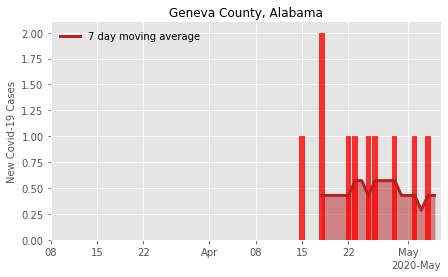 Geneva County, Alabama
7 day moving average
New Covid-19 Cases
2.00
1.75
1.50
1.25
1.00
0.75
0.50
0.25
0.00
08 15 22 Apr 08 15 22 May
2020-May